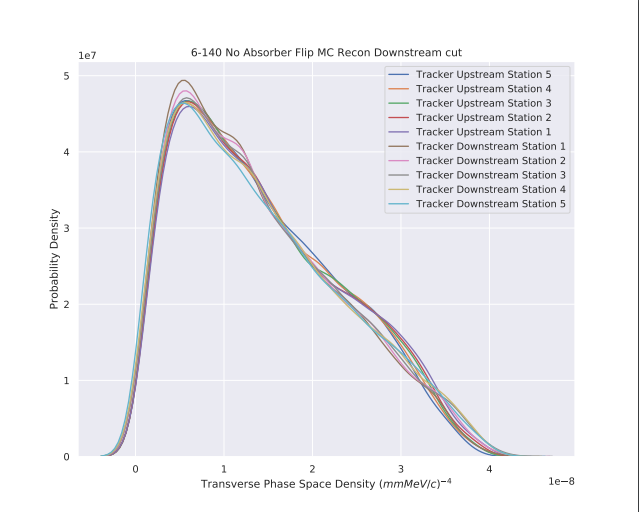 6-140 No Absorber Flip MC Recon Downstream cut
1e7
5
4
3
2
1
0
Probability Density
Tracker Upstream Station 5
Tracker Upstream Station 4
Tracker Upstream Station 3
Tracker Upstream Station 2
Tracker Upstream Station 1
Tracker Downstream Station 1
Tracker Downstream Station 2
Tracker Downstream Station 3
Tracker Downstream Station 4
Tracker Downstream Station 5
0 1 2 3 4
Transverse Phase Space Density (mmMeV/c)⁻⁴
1e−8